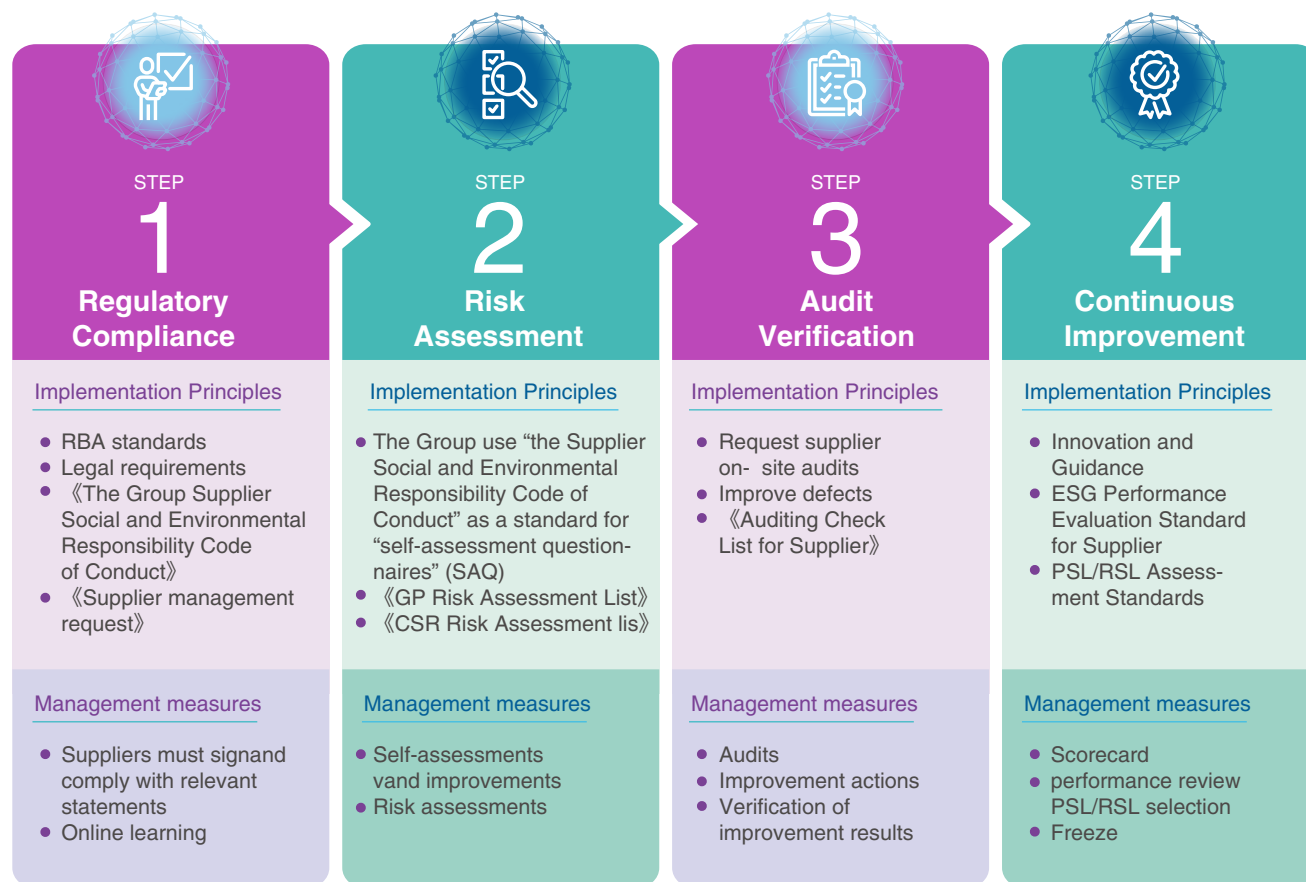 STEP
1
Regulatory
Compliance
Implementation Principles
RBA standards
Legal requirements
《The Group Supplier
Social and Environmental
Responsibility Code
of Conduct》
《Supplier management
request》
Management measures
Suppliers must signand
comply with relevant
statements
Online learning
STEP
2
Risk
Assessment
Implementation Principles
The Group use “the Supplier
Social and Environmental
Responsibility Code of
Conduct” as a standard for
“self-assessment question-
naires” (SAQ)
《GP Risk Assessment List》
《CSR Risk Assessment lis》
Management measures
Self-assessments
vand improvements
Risk assessments
STEP
3
Audit
Verification
Implementation Principles
Request supplier
on- site audits
Improve defects
《Auditing Check
List for Supplier》
Management measures
Audits
Improvement actions
Verification of
improvement results
STEP
4
Continuous
Improvement
Implementation Principles
Innovation and
Guidance
ESG Performance
Evaluation Standard
for Supplier
PSL/RSL Assess-
ment Standards
Management measures
Scorecard
performance review
PSL/RSL selection
Freeze